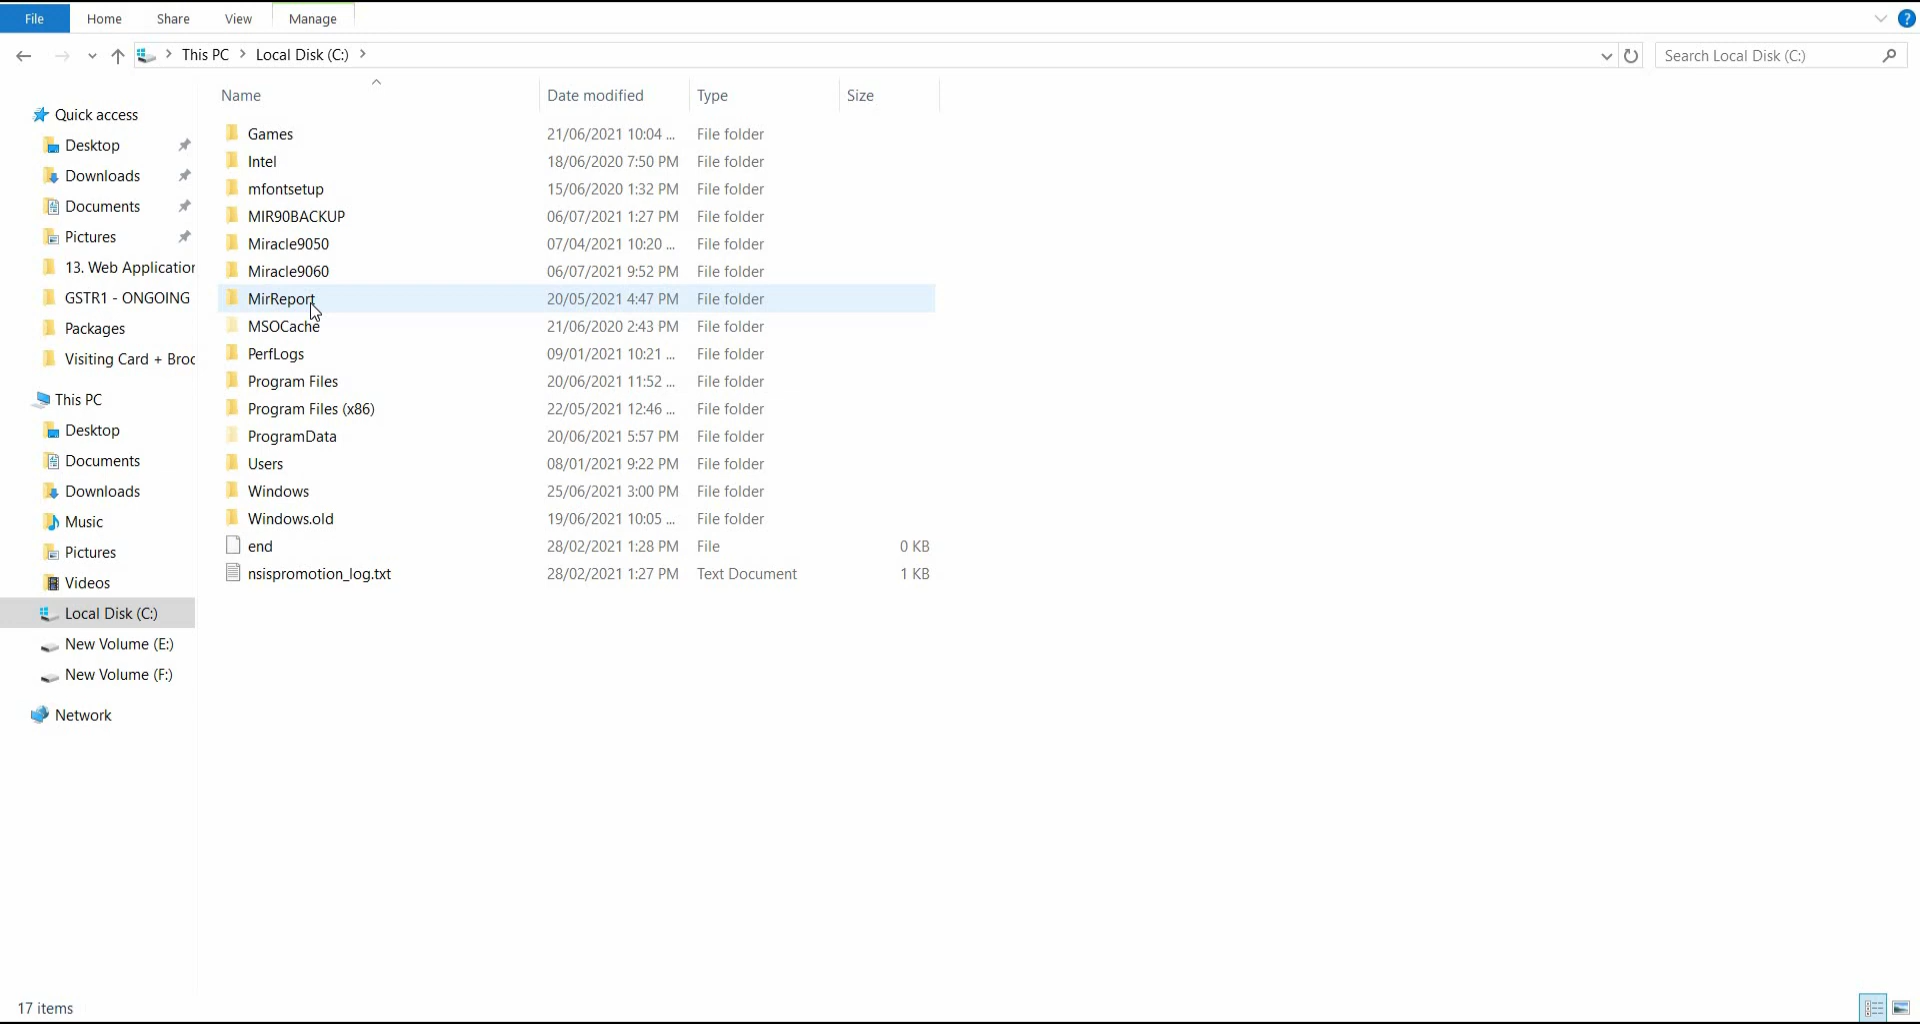 File Home Share View Manage
This PC Local Disk (C:) Search Local Disk (C:)
Name Date modified Type Size
Quick access
Desktop
Downloads
Documents
Pictures
13. Web Application
GSTR1 - ONGOING
Packages
Visiting Card + Broc
This PC
Desktop
Documents
Downloads
Music
Pictures
Videos
Local Disk (C:)
New Volume (E:)
New Volume (F:)
Network
Games 21/06/2021 10:04 ... File folder
Intel 18/06/2020 7:50 PM File folder
mfontsetup 15/06/2020 1:32 PM File folder
MIR90BACKUP 06/07/2021 1:27 PM File folder
Miracle9050 07/04/2021 10:20 ... File folder
Miracle9060 06/07/2021 9:52 PM File folder
MirReport 20/05/2021 4:47 PM File folder
MSOCache 21/06/2020 2:43 PM File folder
PerfLogs 09/01/2021 10:21 ... File folder
Program Files 20/06/2021 11:52 ... File folder
Program Files (x86) 22/05/2021 12:46 ... File folder
ProgramData 20/06/2021 5:57 PM File folder
Users 08/01/2021 9:22 PM File folder
Windows 25/06/2021 3:00 PM File folder
Windows.old 19/06/2021 10:05 ... File folder
end 28/02/2021 1:28 PM File 0 KB
nsispromotion_log.txt 28/02/2021 1:27 PM Text Document 1 KB
17 items